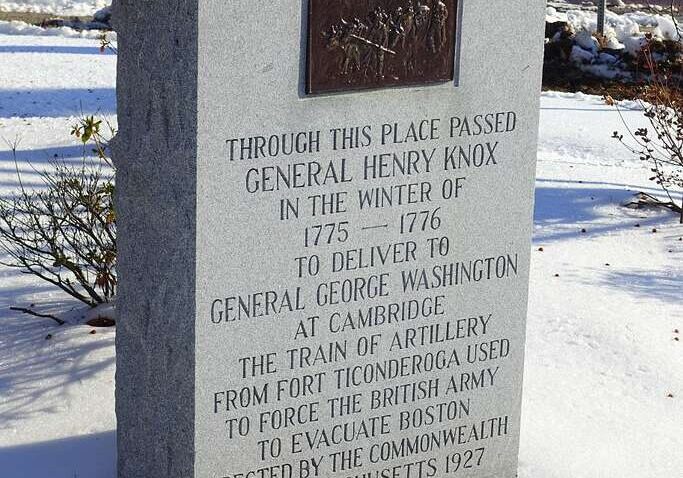 THROUGH THIS PLACE PASSED
GENERAL HENRY KNOX
IN THE WINTER OF
1775 — 1776
TO DELIVER TO
GENERAL GEORGE WASHINGTON
AT CAMBRIDGE
THE TRAIN OF ARTILLERY
FROM FORT TICONDEROGA USED
TO FORCE THE BRITISH ARMY
TO EVACUATE BOSTON
BY THE COMMONWEALTH
1927